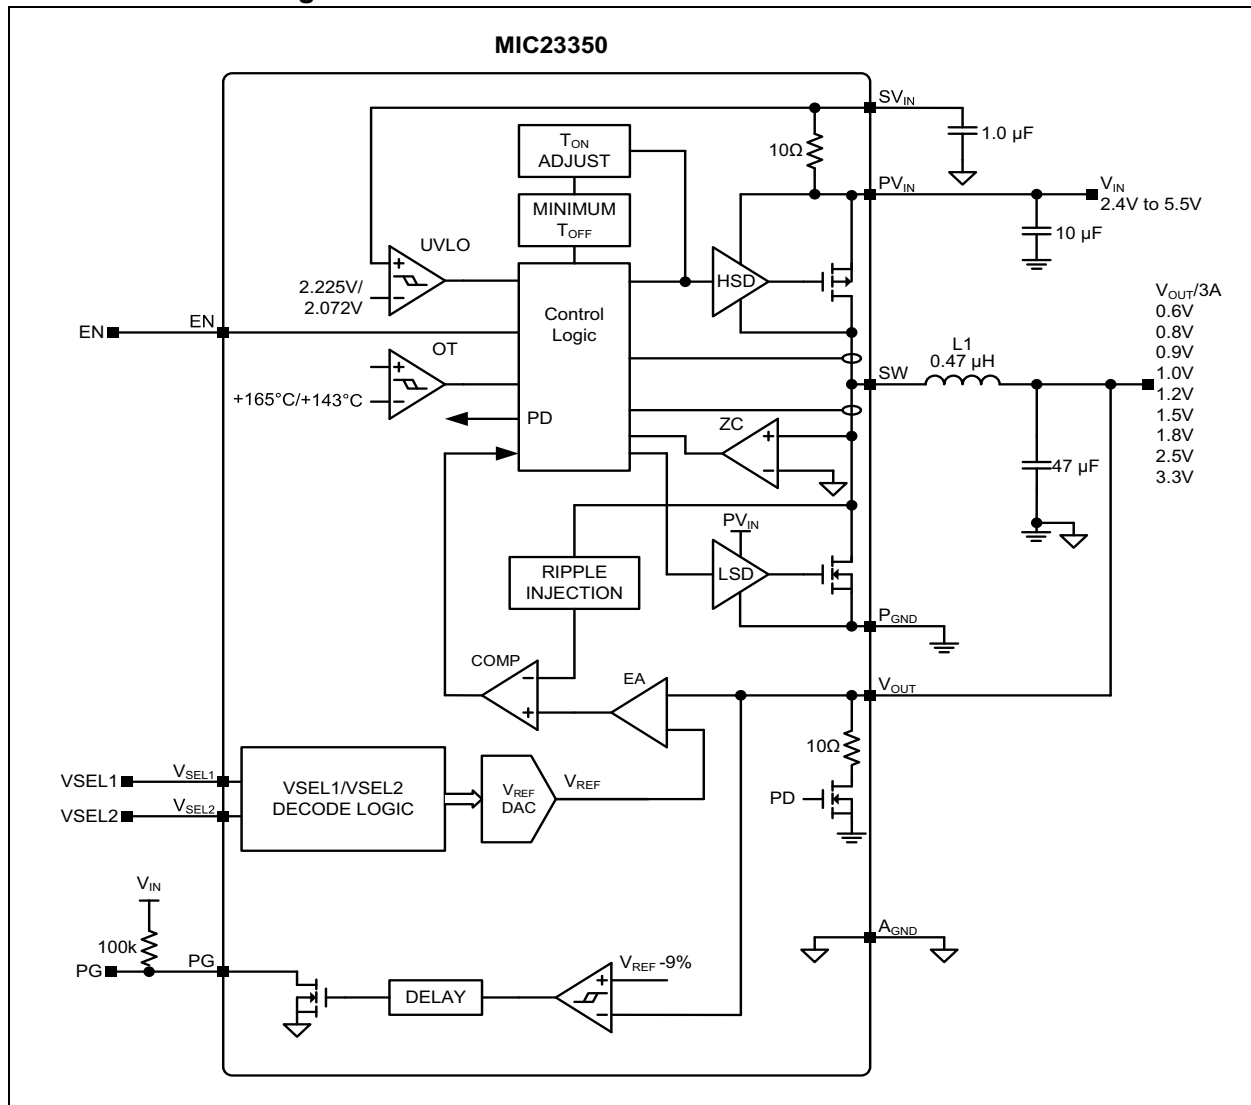 MIC23350
SVIN
1.0 µF
10Ω
TON
ADJUST
PVIN
VIN
2.4V to 5.5V
MINIMUM
TOFF
10 µF
UVLO
+
−
2.225V/
2.072V
HSD
Control
Logic
EN
EN
VOUT/3A
0.6V
0.8V
0.9V
1.0V
1.2V
1.5V
1.8V
2.5V
3.3V
OT
+
−
+165°C/+143°C
L1
0.47 µH
SW
PD
ZC
+
−
47 µF
PVIN
LSD
RIPPLE
INJECTION
PGND
COMP
−
+
EA
VOUT
10Ω
VSEL1
VSEL1
VSEL2
VSEL2
VSEL1/VSEL2
DECODE LOGIC
VREF
DAC
VREF
PD
VIN
100k
PG
PG
AGND
DELAY
VREF -9%
+
−